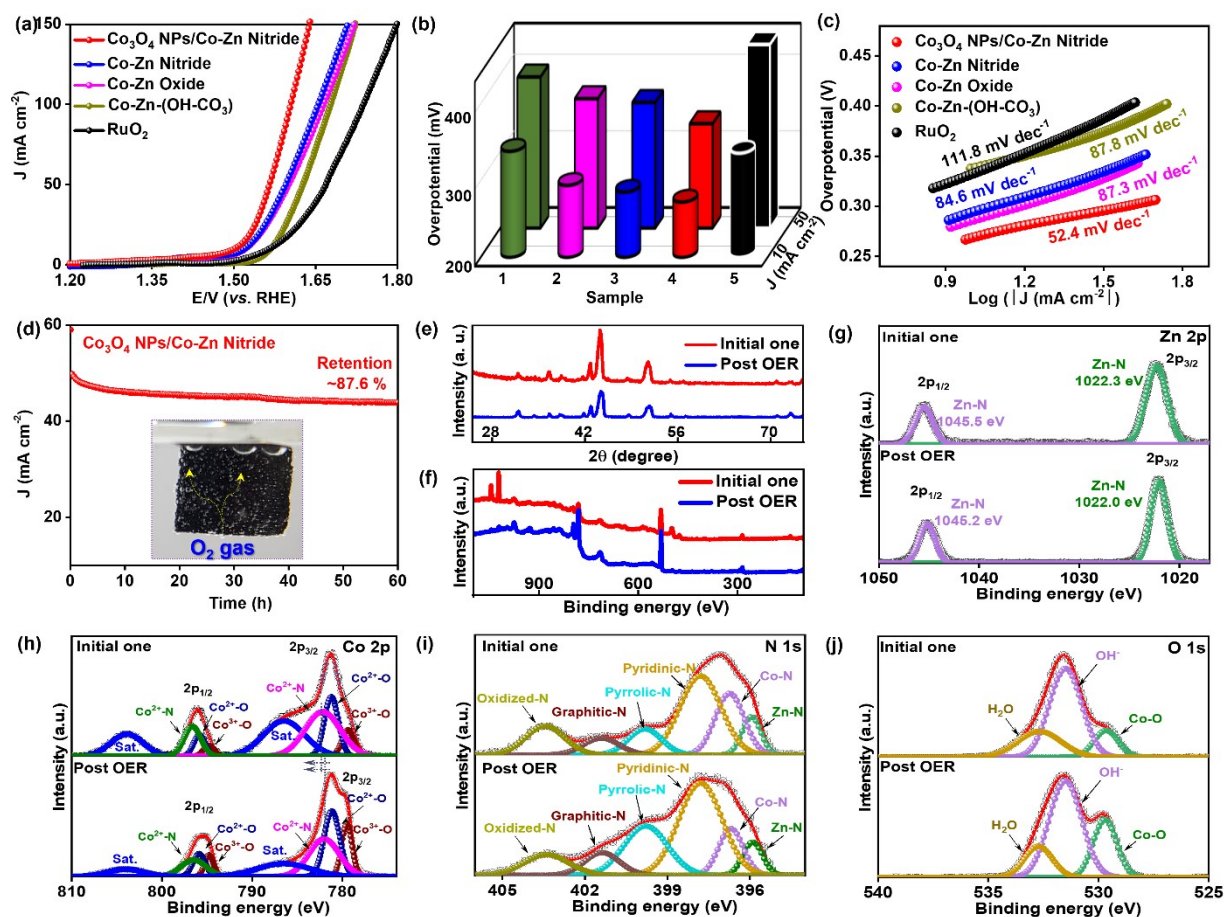 (a)
150
100
50
0
J (mA cm⁻²)
Co₃O₄ NPs/Co-Zn Nitride
Co-Zn Nitride
Co-Zn Oxide
Co-Zn-(OH-CO₃)
RuO₂
1.20 1.35 1.50 1.65 1.80
E/V (vs. RHE)
(b)
400
300
200
Overpotential (mV)
1 2 3 4 5
Sample
10 50
J (mA cm⁻²)
(c)
0.45
0.40
0.35
0.30
0.25
Overpotential (V)
Co₃O₄ NPs/Co-Zn Nitride
Co-Zn Nitride
Co-Zn Oxide
Co-Zn-(OH-CO₃)
RuO₂
111.8 mV dec⁻¹
87.8 mV dec⁻¹
84.6 mV dec⁻¹
87.3 mV dec⁻¹
52.4 mV dec⁻¹
0.9 1.2 1.5 1.8
Log (|J (mA cm⁻²|)
(d)
60
50
40
30
20
J (mA cm⁻²)
Co₃O₄ NPs/Co-Zn Nitride
Retention
~87.6 %
O₂ gas
0 10 20 30 40 50 60
Time (h)
(e)
Intensity (a. u.)
Initial one
Post OER
28 42 56 70
2θ (degree)
(f)
Intensity (a.u.)
Initial one
Post OER
900 600 300
Binding energy (eV)
(g)
Initial one
Zn 2p
2p₃/₂
Zn-N
1022.3 eV
2p₁/₂
Zn-N
1045.5 eV
Intensity (a.u.)
Post OER
2p₃/₂
Zn-N
1022.0 eV
2p₁/₂
Zn-N
1045.2 eV
1050 1040 1030 1020
Binding energy (eV)
(h)
Initial one
Co 2p
2p₃/₂
Co²⁺-N
Co²⁺-O
2p₁/₂
Co²⁺-N
Co²⁺-O
Co³⁺-O
Co³⁺-O
Sat.
Sat.
Intensity (a.u.)
Post OER
2p₃/₂
Co²⁺-O
2p₁/₂
Co²⁺-N
Co²⁺-O
Co²⁺-N
Co³⁺-O
Co³⁺-O
Sat.
Sat.
810 800 790 780
Binding energy (eV)
(i)
Initial one
N 1s
Pyridinic-N
Co-N
Pyrrolic-N
Oxidized-N
Graphitic-N
Zn-N
Intensity (a.u.)
Post OER
Pyridinic-N
Pyrrolic-N
Co-N
Graphitic-N
Oxidized-N
Zn-N
405 402 399 396
Binding energy (eV)
(j)
Initial one
O 1s
OH⁻
H₂O
Co-O
Intensity (a.u.)
Post OER
OH⁻
H₂O
Co-O
540 535 530 525
Binding energy (eV)